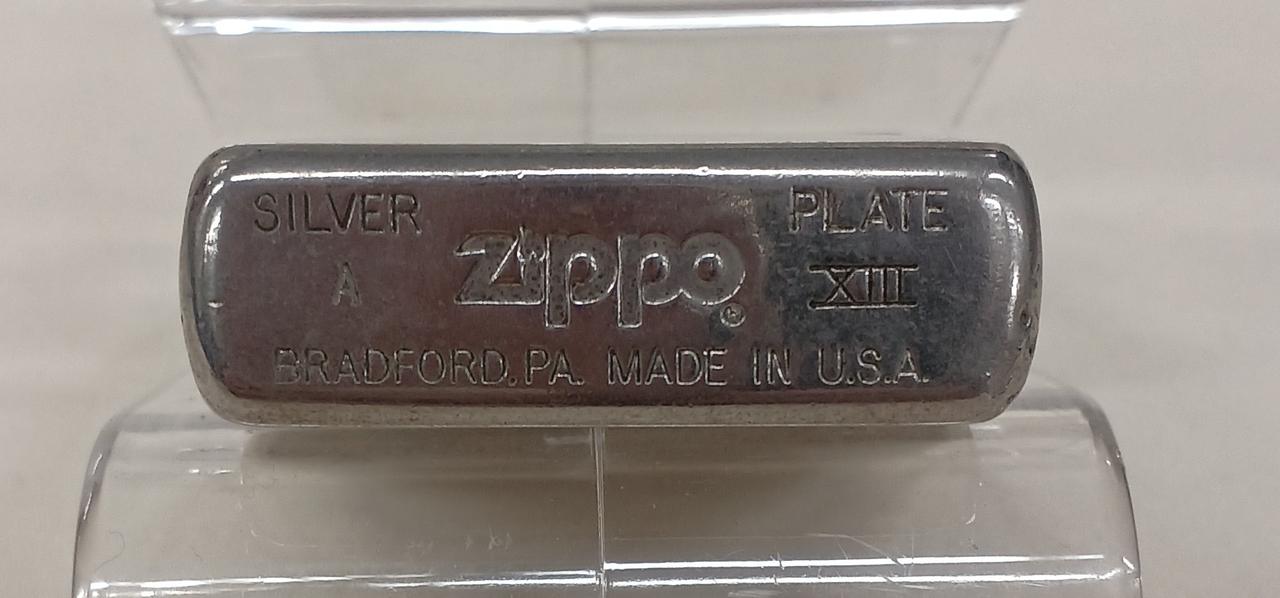 SILVER PLATE
A Zippo® XIII
BRADFORD, PA. MADE IN U.S.A.